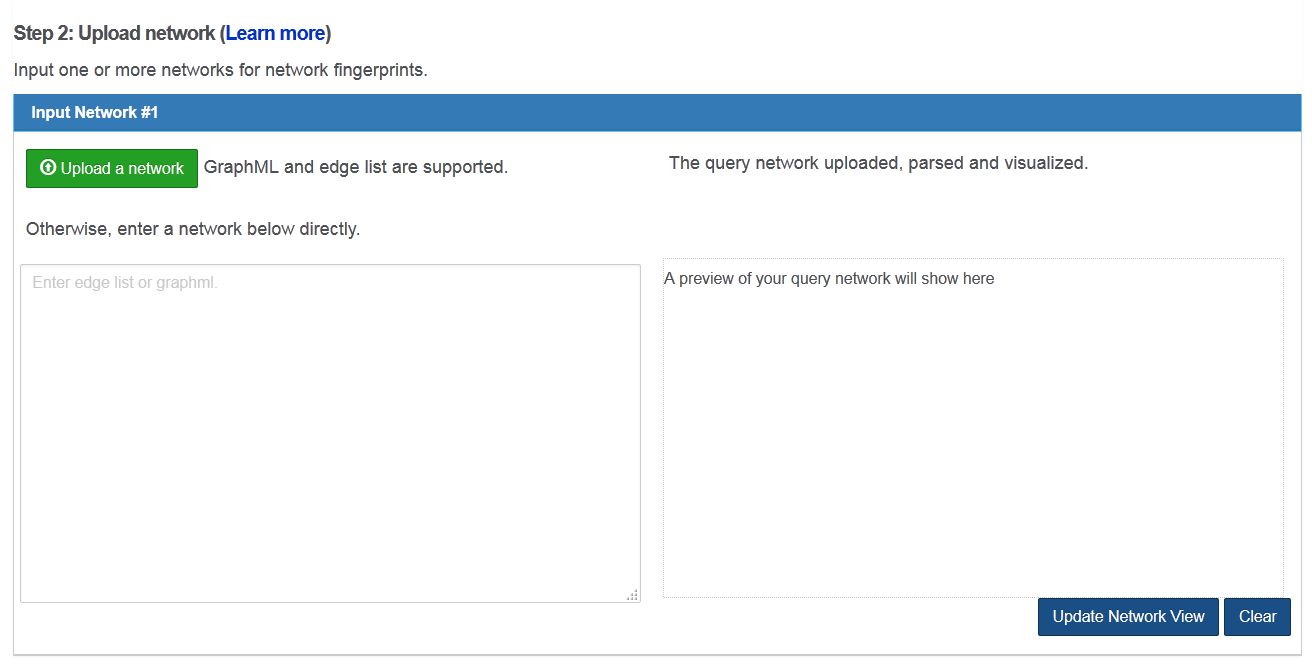 Step 2: Upload network (Learn more)
Input one or more networks for network fingerprints.
Input Network #1
Upload a network GraphML and edge list are supported.
The query network uploaded, parsed and visualized.
Otherwise, enter a network below directly.
Enter edge list or graphml.
A preview of your query network will show here
Update Network View
Clear